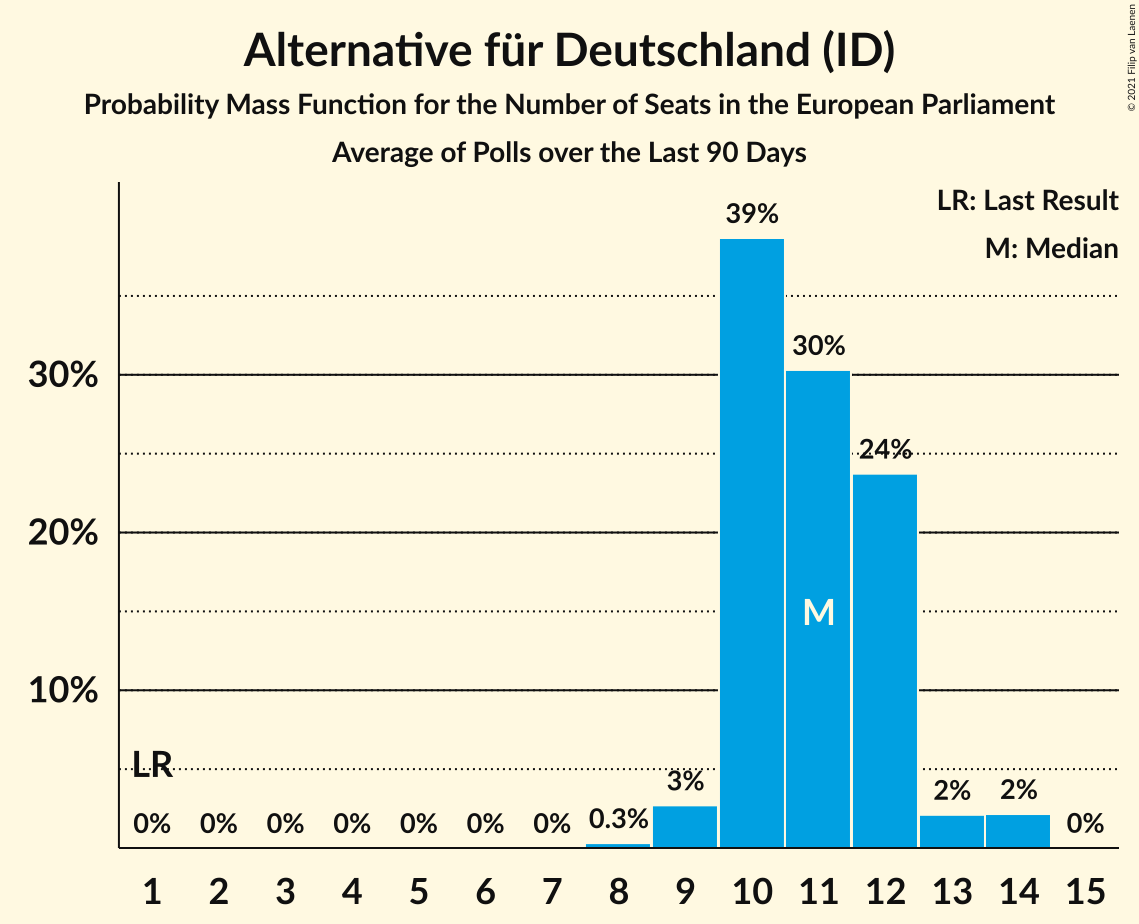 Alternative für Deutschland (ID)
Probability Mass Function for the Number of Seats in the European Parliament
Average of Polls over the Last 90 Days
© 2021 Filip van Laenen
LR: Last Result
M: Median
39%
30%
30%
24%
20%
M
10%
LR
0% 0% 0% 0% 0% 0% 0% 0.3% 3% 2% 2% 0%
1 2 3 4 5 6 7 8 9 10 11 12 13 14 15